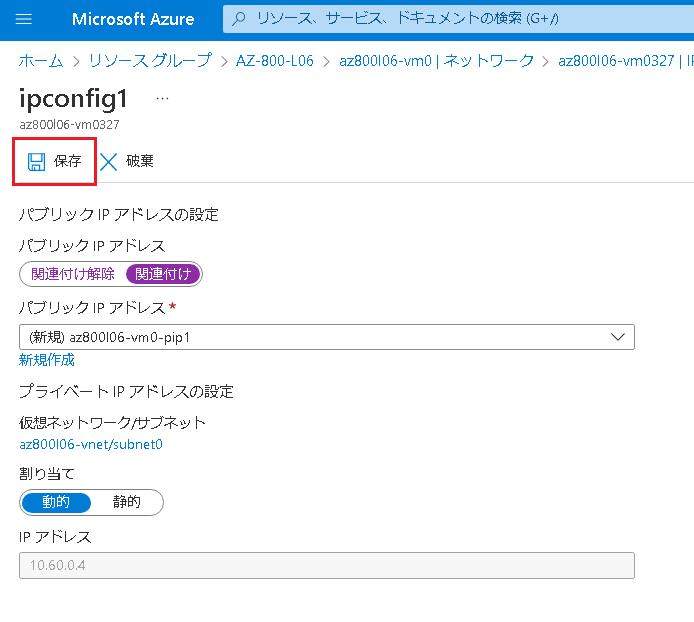 Microsoft Azure
リソース、サービス、ドキュメントの検索 (G+/)
ホーム > リソース グループ > AZ-800-L06 > az800l06-vm0 | ネットワーク > az800l06-vm0327 | IP
ipconfig1 ...
az800l06-vm0327
保存 破棄
パブリック IP アドレスの設定
パブリック IP アドレス
関連付け解除 関連付け
パブリック IP アドレス *
(新規) az800l06-vm0-pip1
新規作成
プライベート IP アドレスの設定
仮想ネットワーク/サブネット
az800l06-vnet/subnet0
割り当て
動的 静的
IP アドレス
10.60.0.4